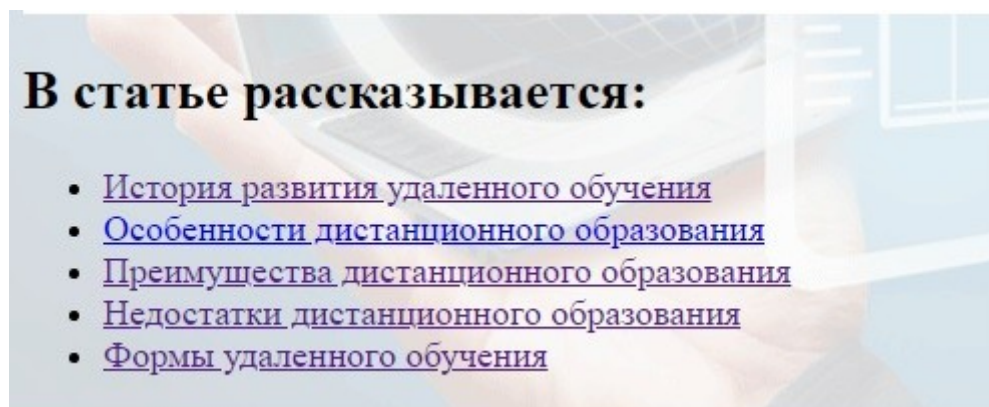 В статье рассказывается:
История развития удаленного обучения
Особенности дистанционного образования
Преимущества дистанционного образования
Недостатки дистанционного образования
Формы удаленного обучения